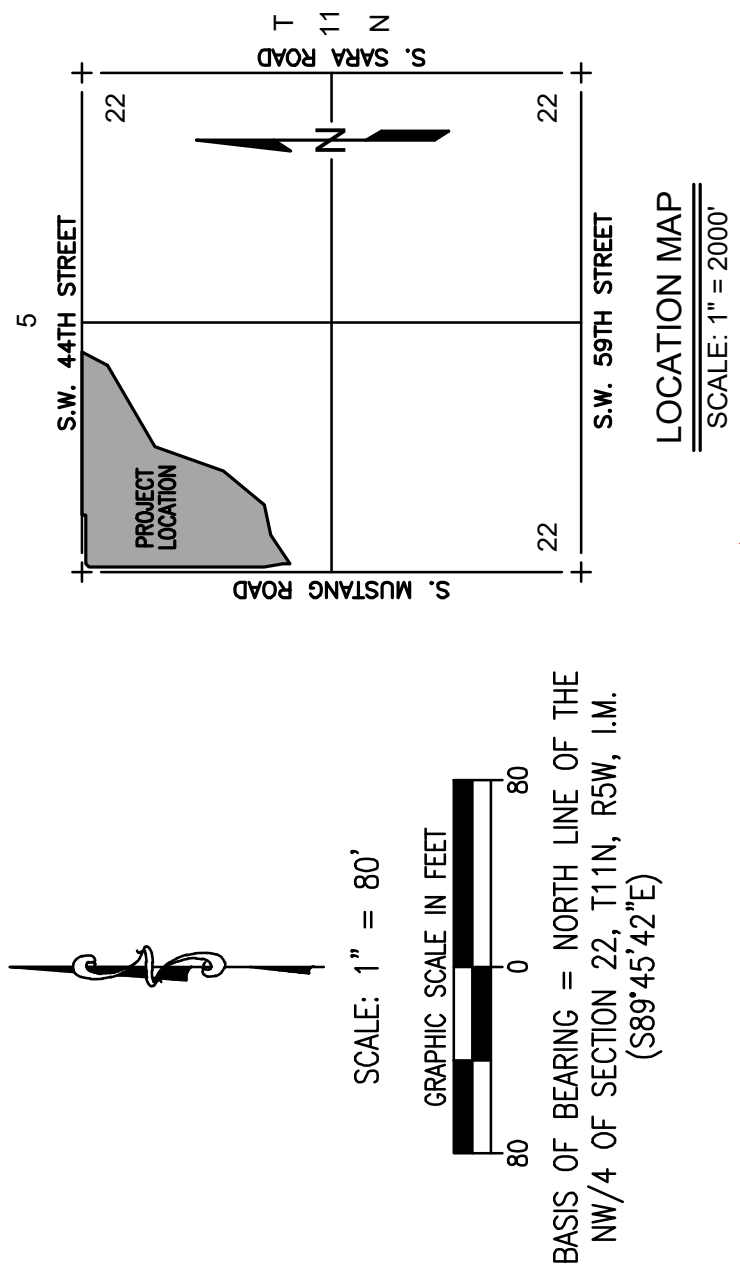 SCALE: 1" = 80'
GRAPHIC SCALE IN FEET
80 0 80
BASIS OF BEARING = NORTH LINE OF THE
NW/4 OF SECTION 22, T11N, R5W, I.M.
(S89°45'42"E)
5
S.W. 44TH STREET
22
PROJECT
LOCATION
S. MUSTANG ROAD
N
S. SARA ROAD
T
11
N
22
22
S.W. 59TH STREET
LOCATION MAP
SCALE: 1" = 2000'